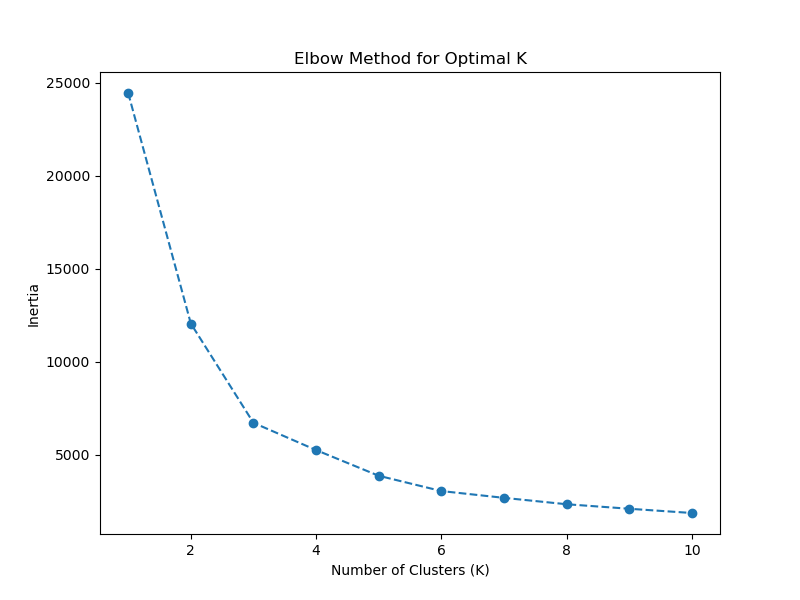 Elbow Method for Optimal K
25000
20000
15000
10000
5000
Inertia
2 4 6 8 10
Number of Clusters (K)